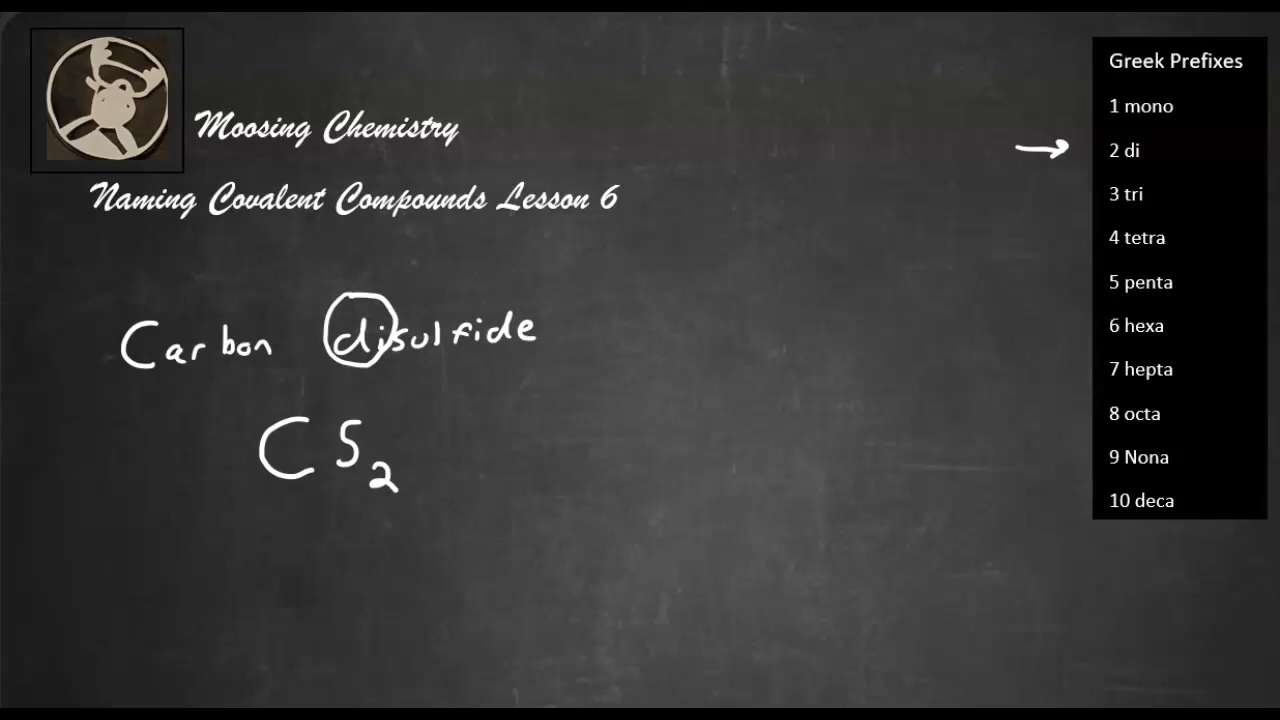 Moosing Chemistry
Naming Covalent Compounds Lesson 6
Carbon disulfide
CS₂
Greek Prefixes
1 mono
2 di
3 tri
4 tetra
5 penta
6 hexa
7 hepta
8 octa
9 Nona
10 deca